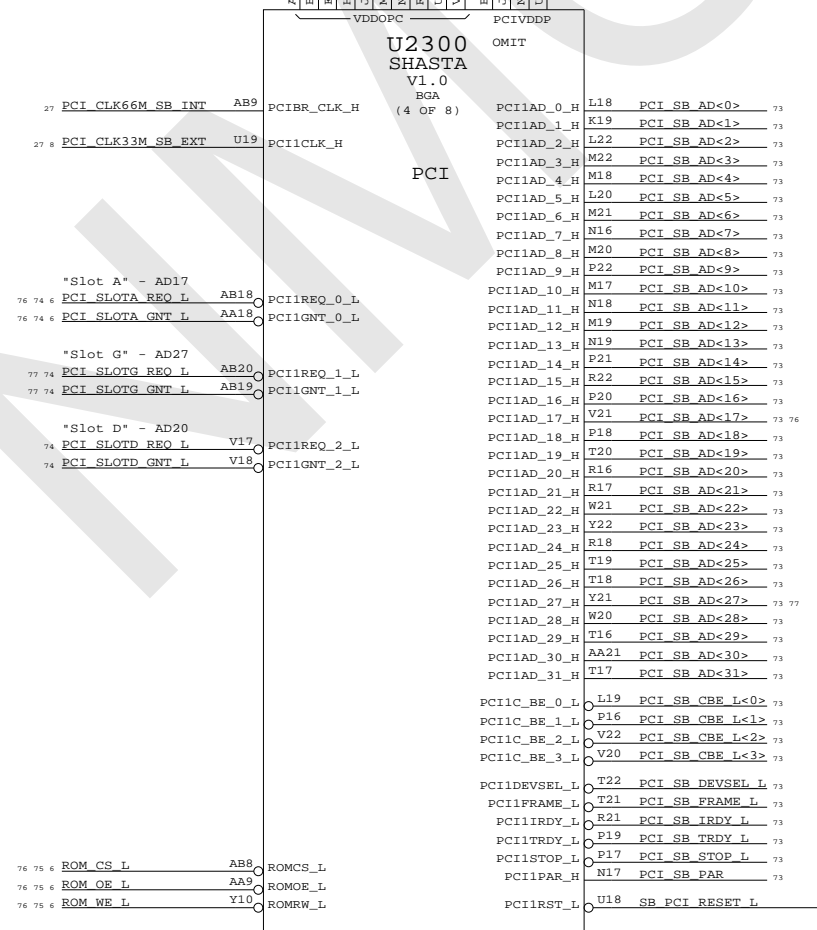 VDDOPC
PCIVDDP
U2300
OMIT
SHASTA
V1.0
BGA
(4 OF 8)
PCI
27 PCI_CLK66M_SB_INT AB9 PCIBR_CLK_H
27 8 PCI_CLK33M_SB_EXT U19 PCI1CLK_H
"Slot A" - AD17
76 74 6 PCI_SLOTA_REQ_L AB18 PCI1REQ_0_L
76 74 6 PCI_SLOTA_GNT_L AA18 PCI1GNT_0_L
"Slot G" - AD27
77 74 PCI_SLOTG_REQ_L AB20 PCI1REQ_1_L
77 74 PCI_SLOTG_GNT_L AB19 PCI1GNT_1_L
"Slot D" - AD20
74 PCI_SLOTD_REQ_L V17 PCI1REQ_2_L
74 PCI_SLOTD_GNT_L V18 PCI1GNT_2_L
76 75 6 ROM_CS_L AB8 ROMCS_L
76 75 6 ROM_OE_L AA9 ROMOE_L
76 75 6 ROM_WE_L Y10 ROMRW_L
PCI1AD_0_H L18 PCI_SB_AD<0> 73
PCI1AD_1_H K19 PCI_SB_AD<1> 73
PCI1AD_2_H L22 PCI_SB_AD<2> 73
PCI1AD_3_H M22 PCI_SB_AD<3> 73
PCI1AD_4_H M18 PCI_SB_AD<4> 73
PCI1AD_5_H L20 PCI_SB_AD<5> 73
PCI1AD_6_H M21 PCI_SB_AD<6> 73
PCI1AD_7_H N16 PCI_SB_AD<7> 73
PCI1AD_8_H M20 PCI_SB_AD<8> 73
PCI1AD_9_H P22 PCI_SB_AD<9> 73
PCI1AD_10_H M17 PCI_SB_AD<10> 73
PCI1AD_11_H N18 PCI_SB_AD<11> 73
PCI1AD_12_H M19 PCI_SB_AD<12> 73
PCI1AD_13_H N19 PCI_SB_AD<13> 73
PCI1AD_14_H P21 PCI_SB_AD<14> 73
PCI1AD_15_H R22 PCI_SB_AD<15> 73
PCI1AD_16_H P20 PCI_SB_AD<16> 73
PCI1AD_17_H V21 PCI_SB_AD<17> 73 76
PCI1AD_18_H P18 PCI_SB_AD<18> 73
PCI1AD_19_H T20 PCI_SB_AD<19> 73
PCI1AD_20_H R16 PCI_SB_AD<20> 73
PCI1AD_21_H R17 PCI_SB_AD<21> 73
PCI1AD_22_H W21 PCI_SB_AD<22> 73
PCI1AD_23_H Y22 PCI_SB_AD<23> 73
PCI1AD_24_H R18 PCI_SB_AD<24> 73
PCI1AD_25_H T19 PCI_SB_AD<25> 73
PCI1AD_26_H T18 PCI_SB_AD<26> 73
PCI1AD_27_H Y21 PCI_SB_AD<27> 73 77
PCI1AD_28_H W20 PCI_SB_AD<28> 73
PCI1AD_29_H T16 PCI_SB_AD<29> 73
PCI1AD_30_H AA21 PCI_SB_AD<30> 73
PCI1AD_31_H T17 PCI_SB_AD<31> 73
PCI1C_BE_0_L L19 PCI_SB_CBE_L<0> 73
PCI1C_BE_1_L P16 PCI_SB_CBE_L<1> 73
PCI1C_BE_2_L V22 PCI_SB_CBE_L<2> 73
PCI1C_BE_3_L V20 PCI_SB_CBE_L<3> 73
PCI1DEVSEL_L T22 PCI_SB_DEVSEL_L 73
PCI1FRAME_L T21 PCI_SB_FRAME_L 73
PCI1IRDY_L R21 PCI_SB_IRDY_L 73
PCI1TRDY_L P19 PCI_SB_TRDY_L 73
PCI1STOP_L P17 PCI_SB_STOP_L 73
PCI1PAR_H N17 PCI_SB_PAR 73
PCI1RST_L U18 SB_PCI_RESET_L